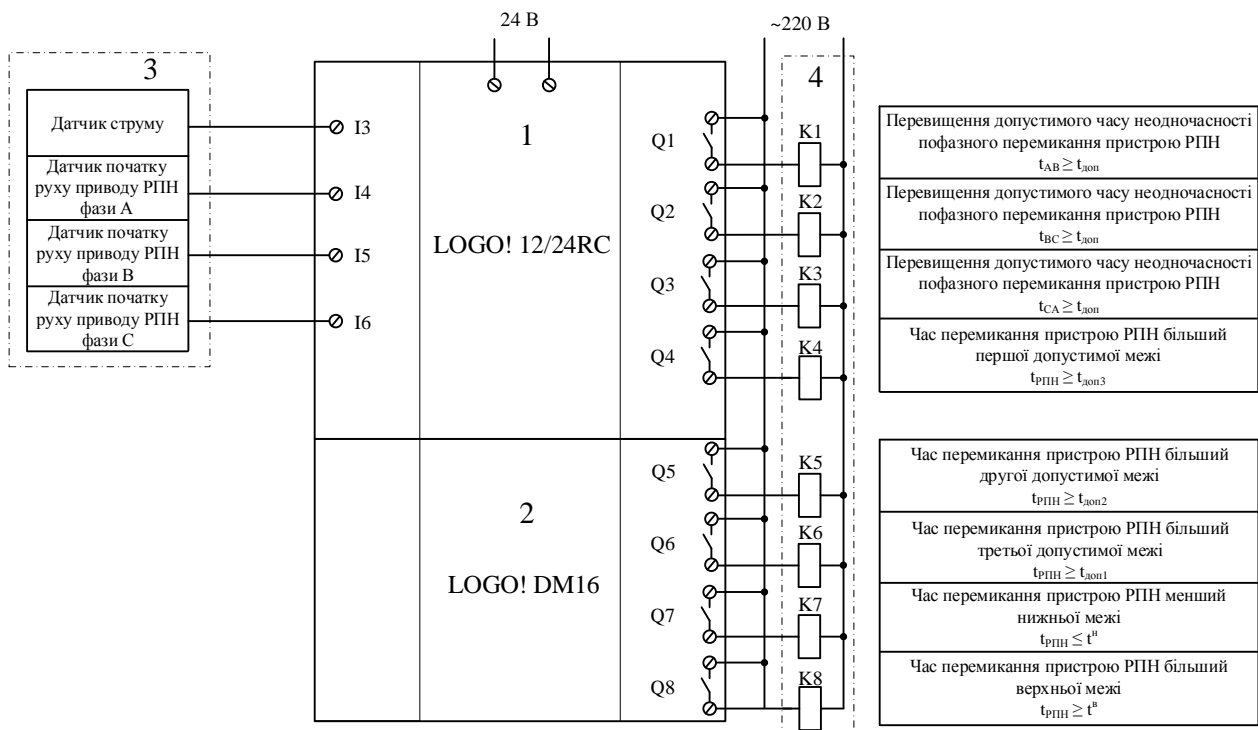 24 В
~220 В
3
Датчик струму
Датчик початку
руху приводу РПН
фази А
Датчик початку
руху приводу РПН
фази В
Датчик початку
руху приводу РПН
фази С
I3
I4
I5
I6
1
LOGO! 12/24RC
Q1
Q2
Q3
Q4
2
LOGO! DM16
Q5
Q6
Q7
Q8
4
K1
K2
K3
K4
K5
K6
K7
K8
Перевищення допустимого часу неодночасності
пофазного перемикання пристрою РПН
tАВ ≥ tдоп
Перевищення допустимого часу неодночасності
пофазного перемикання пристрою РПН
tВС ≥ tдоп
Перевищення допустимого часу неодночасності
пофазного перемикання пристрою РПН
tСА ≥ tдоп
Час перемикання пристрою РПН більший
першої допустимої межі
tРПН ≥ tдоп3
Час перемикання пристрою РПН більший
другої допустимої межі
tРПН ≥ tдоп2
Час перемикання пристрою РПН більший
третьої допустимої межі
tРПН ≥ tдоп1
Час перемикання пристрою РПН менший
нижньої межі
tРПН ≤ tн
Час перемикання пристрою РПН більший
верхньої межі
tРПН ≥ tв